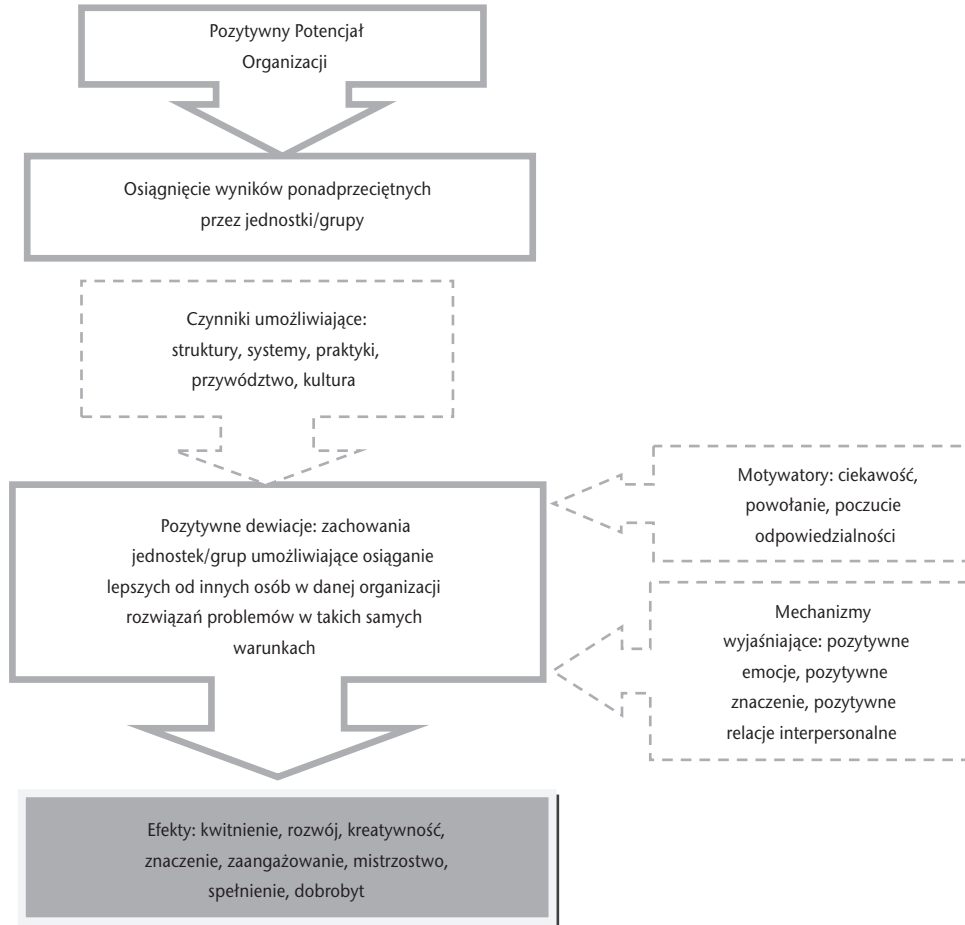 Pozytywny Potencjał
Organizacji
Osiągnięcie wyników ponadprzeciętnych
przez jednostki/grupy
Czynniki umożliwiające:
struktury, systemy, praktyki,
przywództwo, kultura
Pozytywne dewiacje: zachowania
jednostek/grup umożliwiające osiąganie
lepszych od innych osób w danej organizacji
rozwiązań problemów w takich samych
warunkach
Motywatory: ciekawość,
powołanie, poczucie
odpowiedzialności
Mechanizmy
wyjaśniające: pozytywne
emocje, pozytywne
znaczenie, pozytywne
relacje interpersonalne
Efekty: kwitnienie, rozwój, kreatywność,
znaczenie, zaangażowanie, mistrzostwo,
spełnienie, dobrobyt